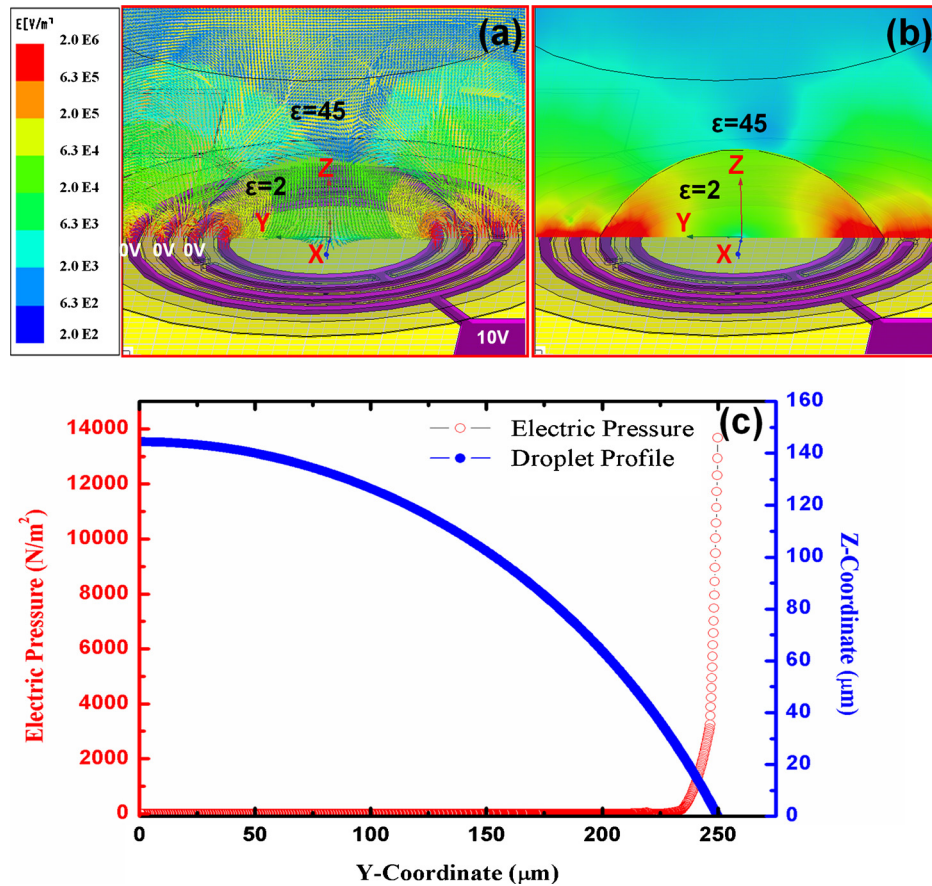 E[V/m]
2.0 E6
6.3 E5
2.0 E5
6.3 E4
2.0 E4
6.3 E3
2.0 E3
6.3 E2
2.0 E2
(a)
ε=45
Z
ε=2
Y
X
0V 0V 0V
10V
(b)
ε=45
Z
ε=2
Y
X
(c)
Electric Pressure
Droplet Profile
Electric Pressure (N/m²)
14000
12000
10000
8000
6000
4000
2000
0
160
140
120
100
80
60
40
20
0
Z-Coordinate (μm)
0 50 100 150 200 250
Y-Coordinate (μm)